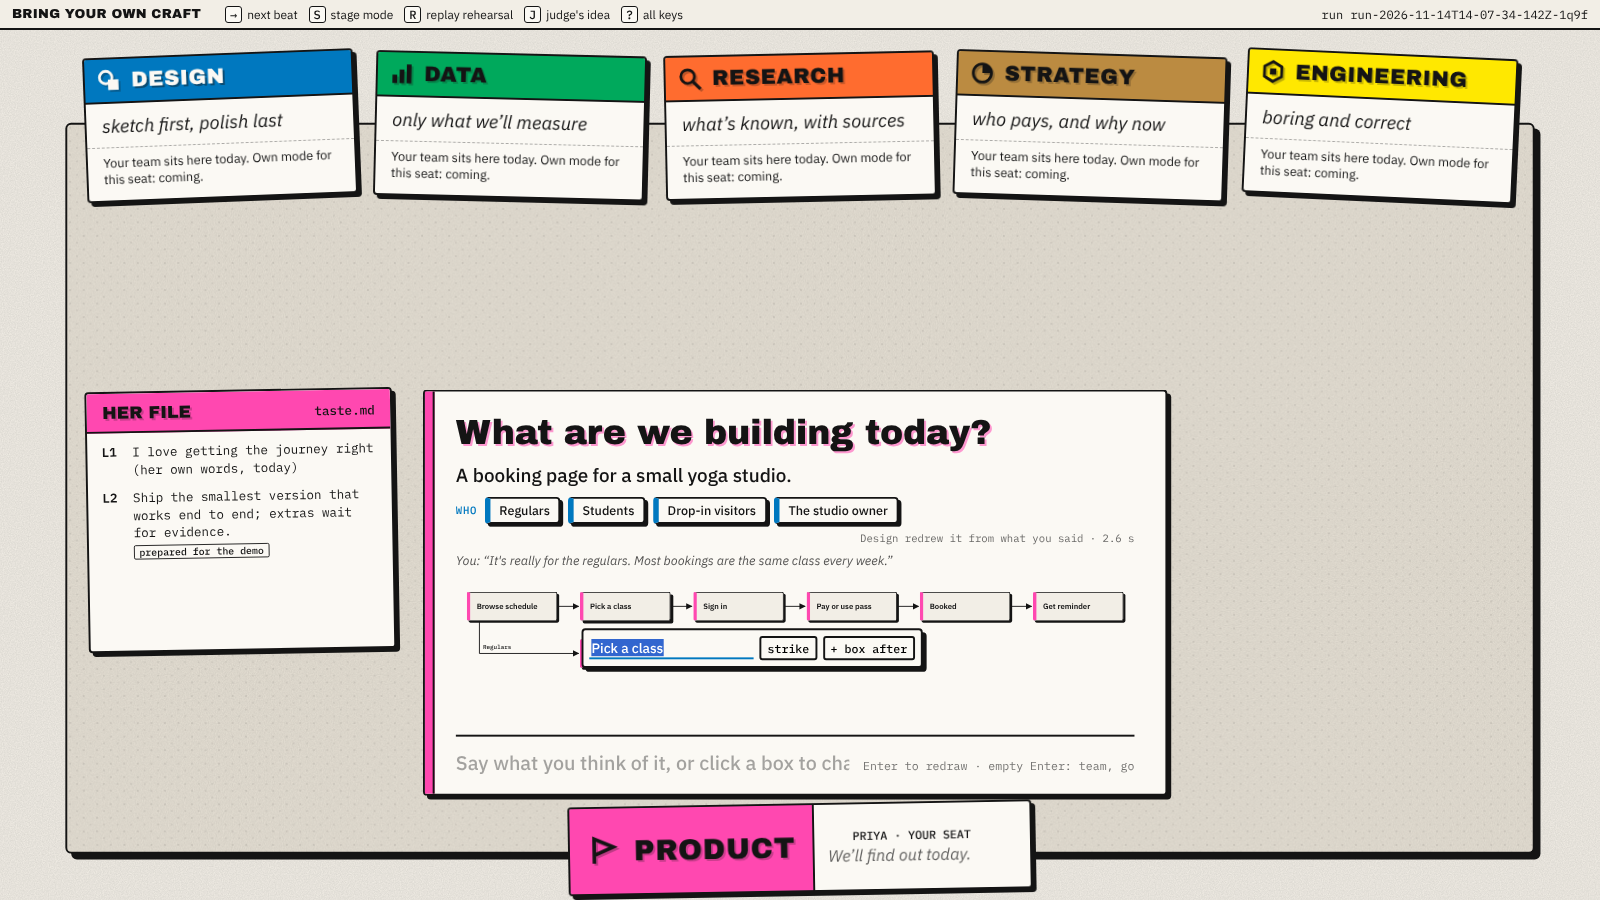 BRING YOUR OWN CRAFT → next beat S stage mode R replay rehearsal J judge's idea ? all keys run run-2026-11-14T14-07-34-142Z-1q9f
DESIGN
sketch first, polish last
Your team sits here today. Own mode for
this seat: coming.
DATA
only what we'll measure
Your team sits here today. Own mode for
this seat: coming.
RESEARCH
what's known, with sources
Your team sits here today. Own mode for
this seat: coming.
STRATEGY
who pays, and why now
Your team sits here today. Own mode for
this seat: coming.
ENGINEERING
boring and correct
Your team sits here today. Own mode for
this seat: coming.
HER FILE taste.md
L1 I love getting the journey right
(her own words, today)
L2 Ship the smallest version that
works end to end; extras wait
for evidence.
prepared for the demo
What are we building today?
A booking page for a small yoga studio.
WHO Regulars Students Drop-in visitors The studio owner
Design redrew it from what you said · 2.6 s
You: “It's really for the regulars. Most bookings are the same class every week.”
Browse schedule Pick a class Sign in Pay or use pass Booked Get reminder
Regulars
Pick a class strike + box after
Say what you think of it, or click a box to cha Enter to redraw · empty Enter: team, go
PRODUCT
PRIYA · YOUR SEAT
We'll find out today.